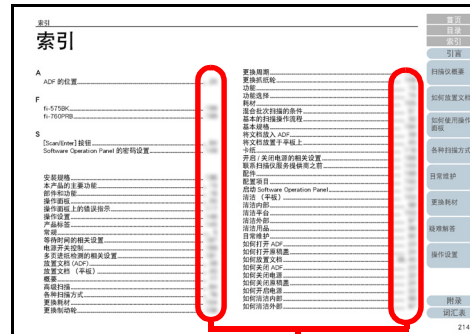 索引
索引
A
ADF 的位置
F
fi-575BK
fi-760PRB
S
[Scan/Enter] 按钮
Software Operation Panel 的密码设置
安装规格
本产品的主要功能
部件和功能
操作面板
操作面板上的错误指示
操作设置
产品标签
常规
等待时间的相关设置
电源开关控制
多页进纸检测的相关设置
放置文档 (ADF)
放置文档 （平板）
概要
高级扫描
各种扫描方式
更换耗材
更换制动轮
更换周期
更换抓纸轮
功能
功能选择
耗材
混合批次扫描的条件
基本的扫描操作流程
基本规格
将文档放入 ADF
将文档放置于平板上
卡纸
开启 / 关闭电源的相关设置
联系扫描仪服务提供商之前
配件
配置项目
启动 Software Operation Panel
清洁 （平板）
清洁内部
清洁平台
清洁外部
清洁用品
日常维护
如何打开 ADF
如何打开原稿盖
如何放置文档
如何关闭 ADF
如何关闭电源
如何关闭原稿盖
如何开启电源
如何清洁内部
如何清洁外部
首页
目录
索引
引言
扫描仪概要
如何放置文档
如何使用操作面板
各种扫描方式
日常维护
更换耗材
疑难解答
操作设置
附录
词汇表
214